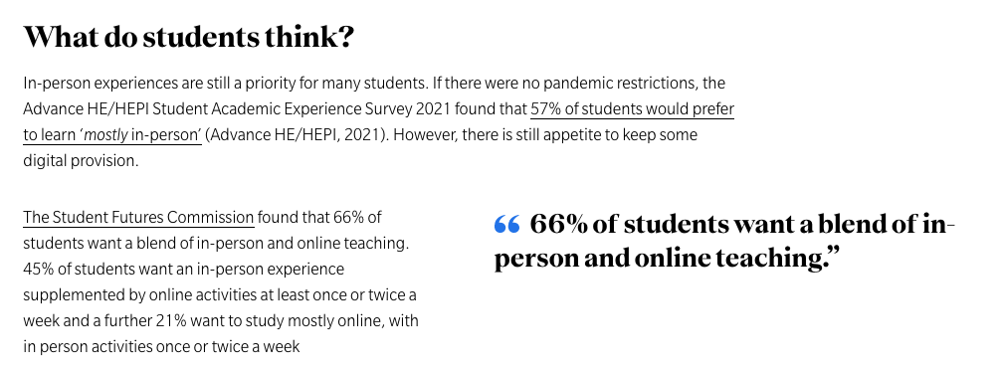 What do students think?
In-person experiences are still a priority for many students. If there were no pandemic restrictions, the
Advance HE/HEPI Student Academic Experience Survey 2021 found that 57% of students would prefer
to learn ‘mostly in-person’ (Advance HE/HEPI, 2021). However, there is still appetite to keep some
digital provision.
The Student Futures Commission found that 66% of
students want a blend of in-person and online teaching.
45% of students want an in-person experience
supplemented by online activities at least once or twice a
week and a further 21% want to study mostly online, with
in person activities once or twice a week
“ 66% of students want a blend of in-
person and online teaching.”